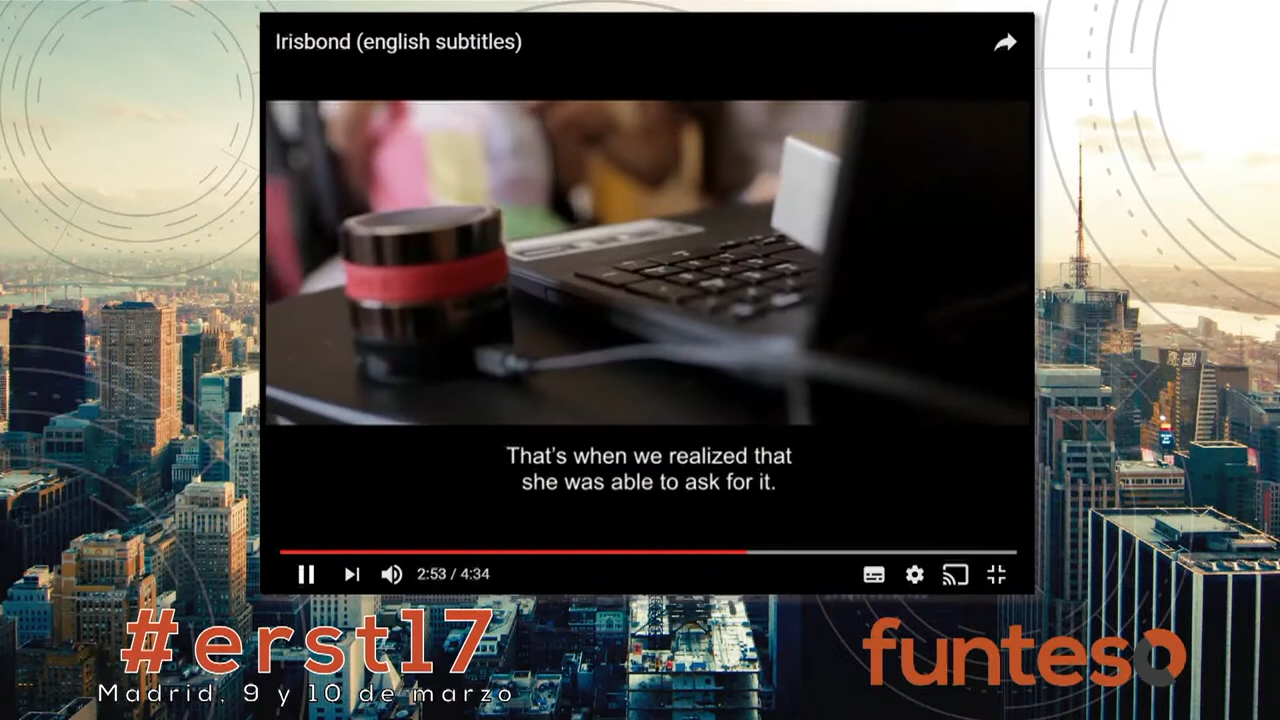 Irisbond (english subtitles)
That's when we realized that
she was able to ask for it.
2:53 / 4:34
#erst17
Madrid, 9 y 10 de marzo
funteso